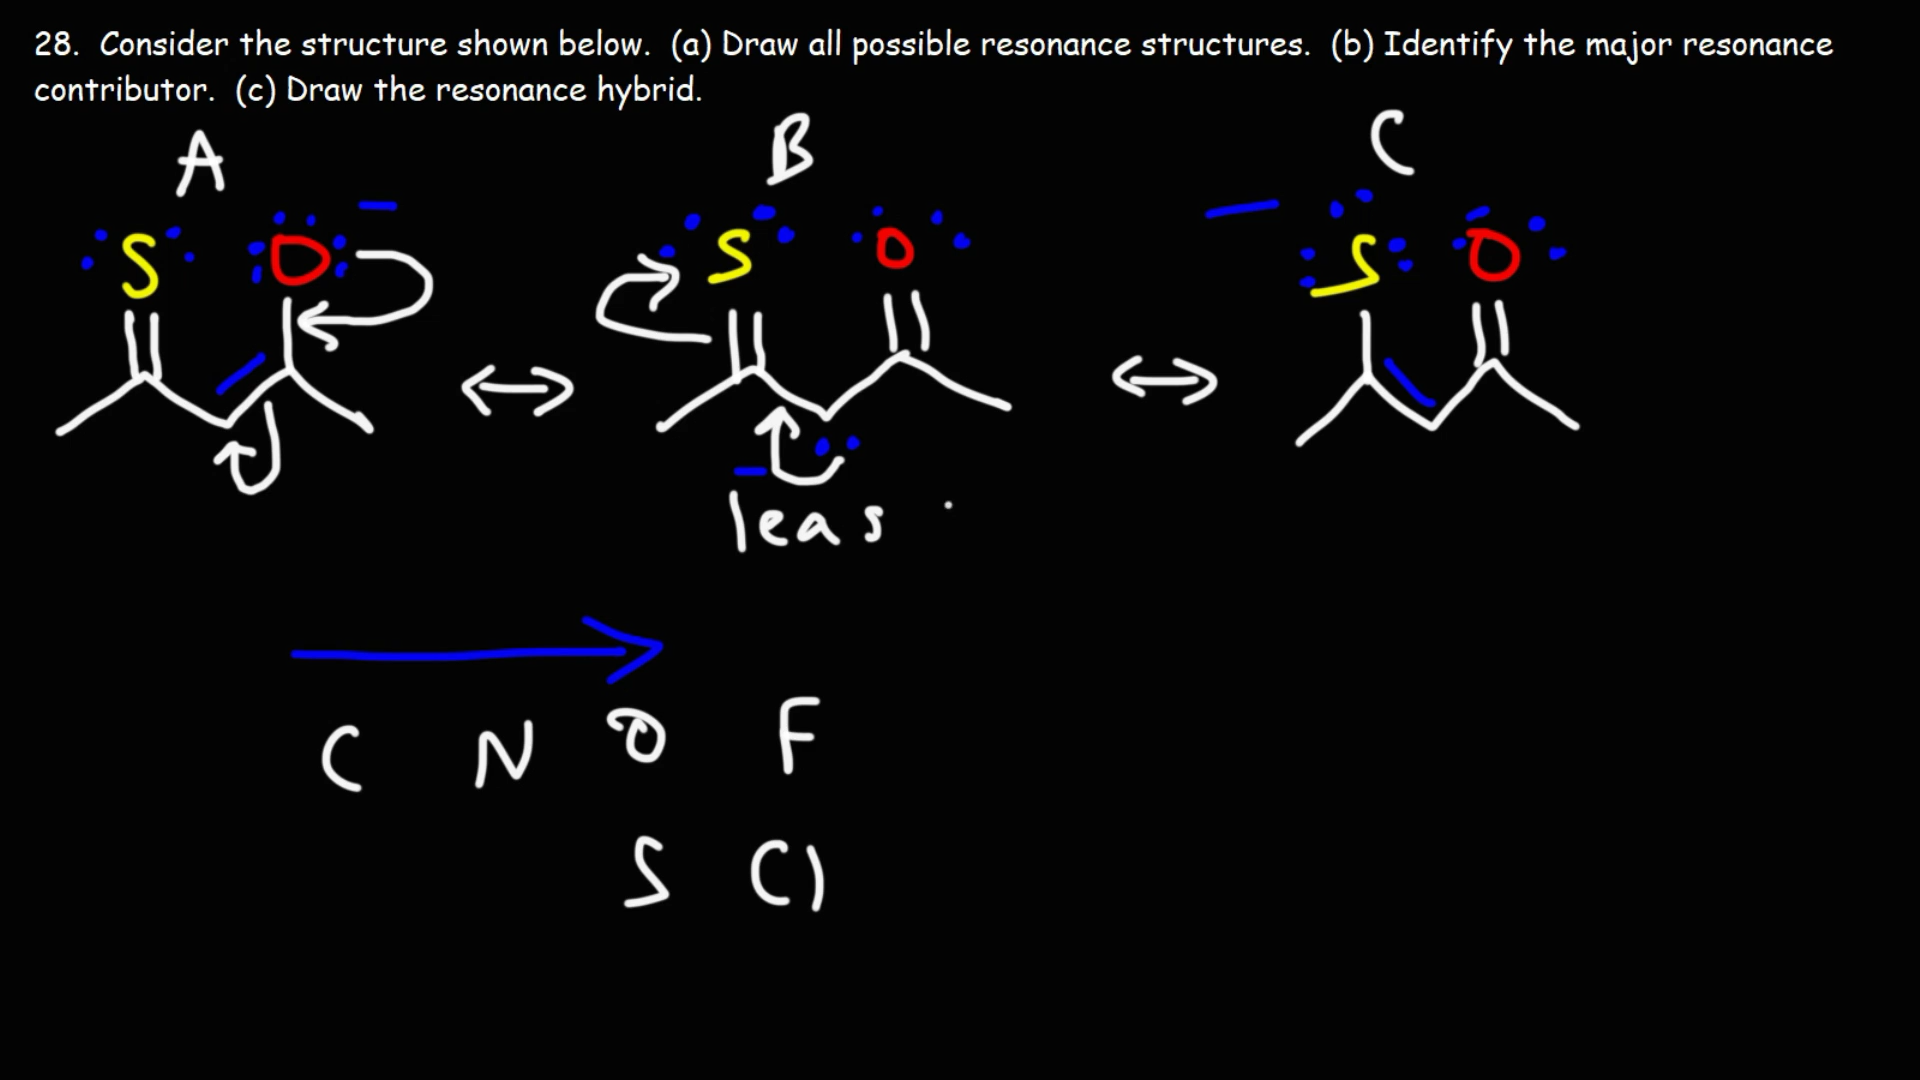 28. Consider the structure shown below. (a) Draw all possible resonance structures. (b) Identify the major resonance
contributor. (c) Draw the resonance hybrid.
A B C
S O − S O − S O
−
leas
C N O F
S Cl